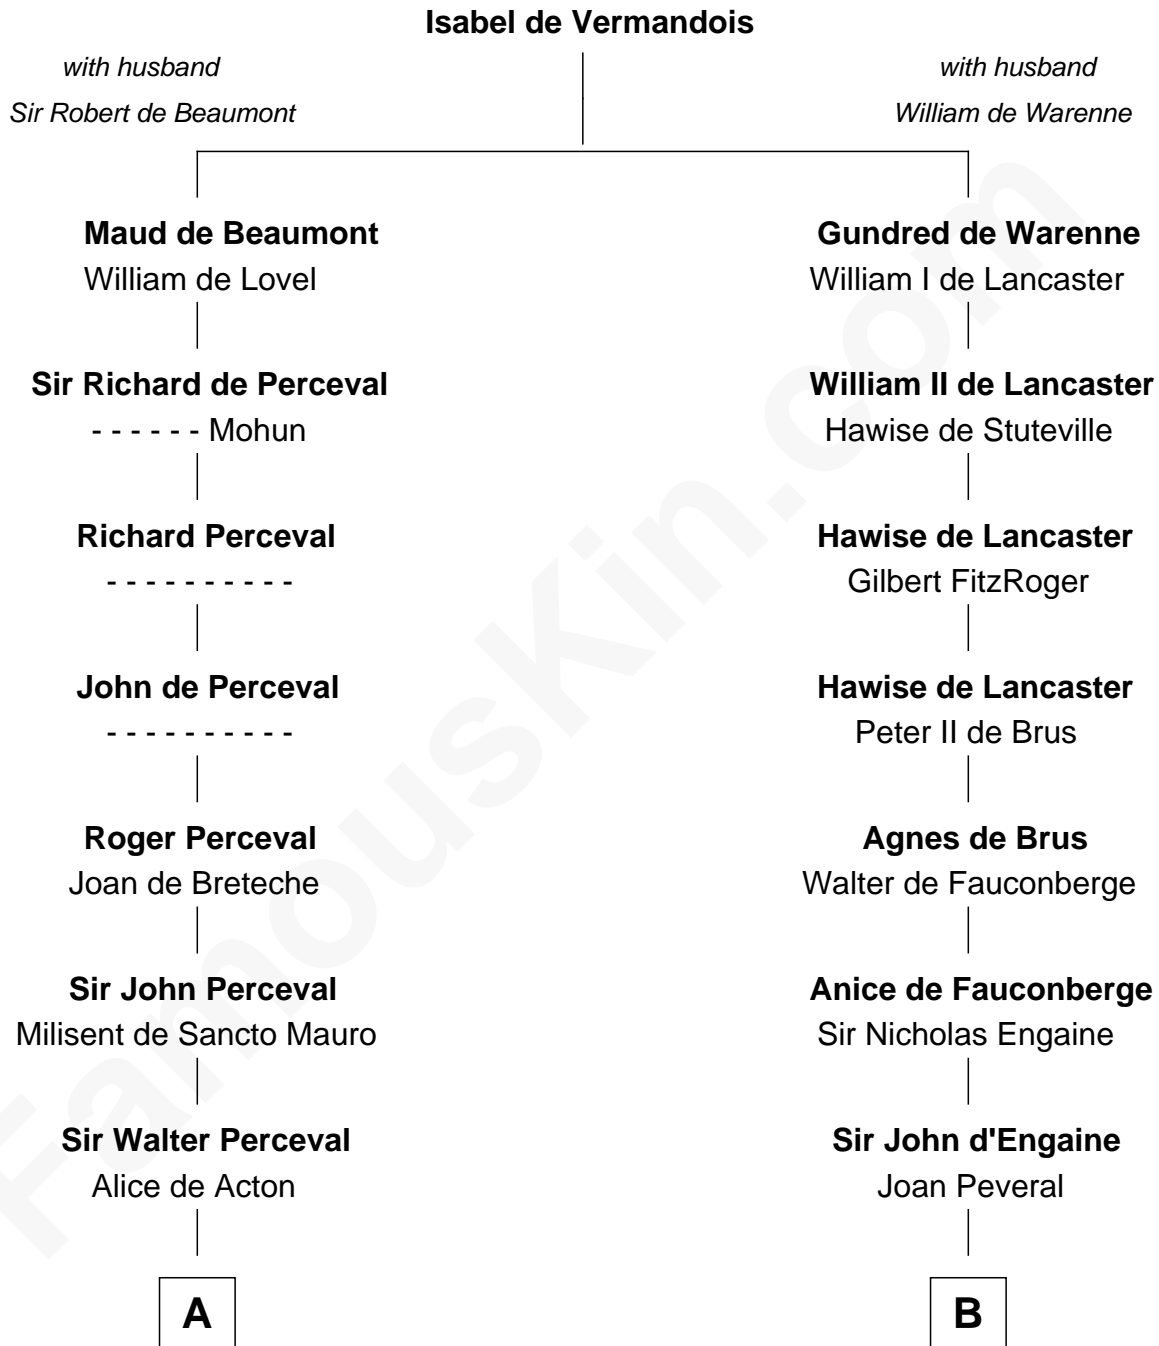 Isabel de Vermandois
with husband
Sir Robert de Beaumont
with husband
William de Warenne
Maud de Beaumont
William de Lovel
Gundred de Warenne
William I de Lancaster
Sir Richard de Perceval
- - - - - - Mohun
William II de Lancaster
Hawise de Stuteville
Richard Perceval
- - - - - - - - - -
Hawise de Lancaster
Gilbert FitzRoger
John de Perceval
- - - - - - - - - -
Hawise de Lancaster
Peter II de Brus
Roger Perceval
Joan de Breteche
Agnes de Brus
Walter de Fauconberge
Sir John Perceval
Milisent de Sancto Mauro
Anice de Fauconberge
Sir Nicholas Engaine
Sir Walter Perceval
Alice de Acton
Sir John d'Engaine
Joan Peveral
A
B
FamousKin.com